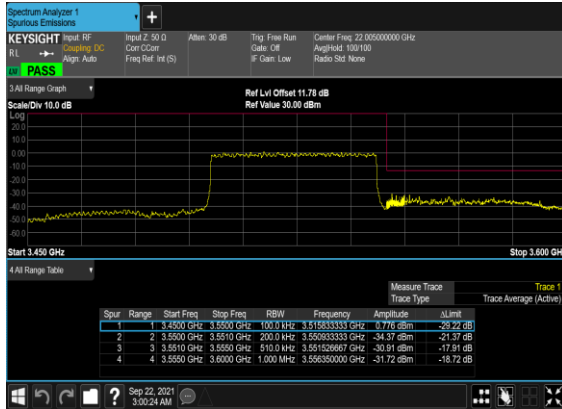 Spectrum Analyzer 1
Spurious Emissions
KEYSIGHT
RL
Input: RF
Coupling: DC
Align: Auto
Input Z: 50 Ω
Corr CCorr
Freq Ref: Int (S)
Atten: 30 dB
Trig: Free Run
Gate: Off
IF Gain: Low
Center Freq: 22.005000000 GHz
Avg|Hold: 100/100
Radio Std: None
PASS
3 All Range Graph
Ref Lvl Offset 11.78 dB
Scale/Div 10.0 dB
Ref Value 30.00 dBm
Log
20.0
10.0
0.00
-10.0
-20.0
-30.0
-40.0
-50.0
-60.0
Start 3.450 GHz
Stop 3.600 GH
4 All Range Table
Measure Trace Trace 1
Trace Type Trace Average (Active)
Spur Range Start Freq Stop Freq RBW Frequency Amplitude ΔLimit
1 1 3.4500 GHz 3.5500 GHz 100.0 kHz 3.515833333 GHz 0.776 dBm -29.22 dB
2 2 3.5500 GHz 3.5510 GHz 200.0 kHz 3.550933333 GHz -34.37 dBm -21.37 dB
3 3 3.5510 GHz 3.5550 GHz 510.0 kHz 3.551526667 GHz -30.91 dBm -17.91 dB
4 4 3.5550 GHz 3.6000 GHz 1.000 MHz 3.556350000 GHz -31.72 dBm -18.72 dB
Sep 22, 2021
3:00:24 AM